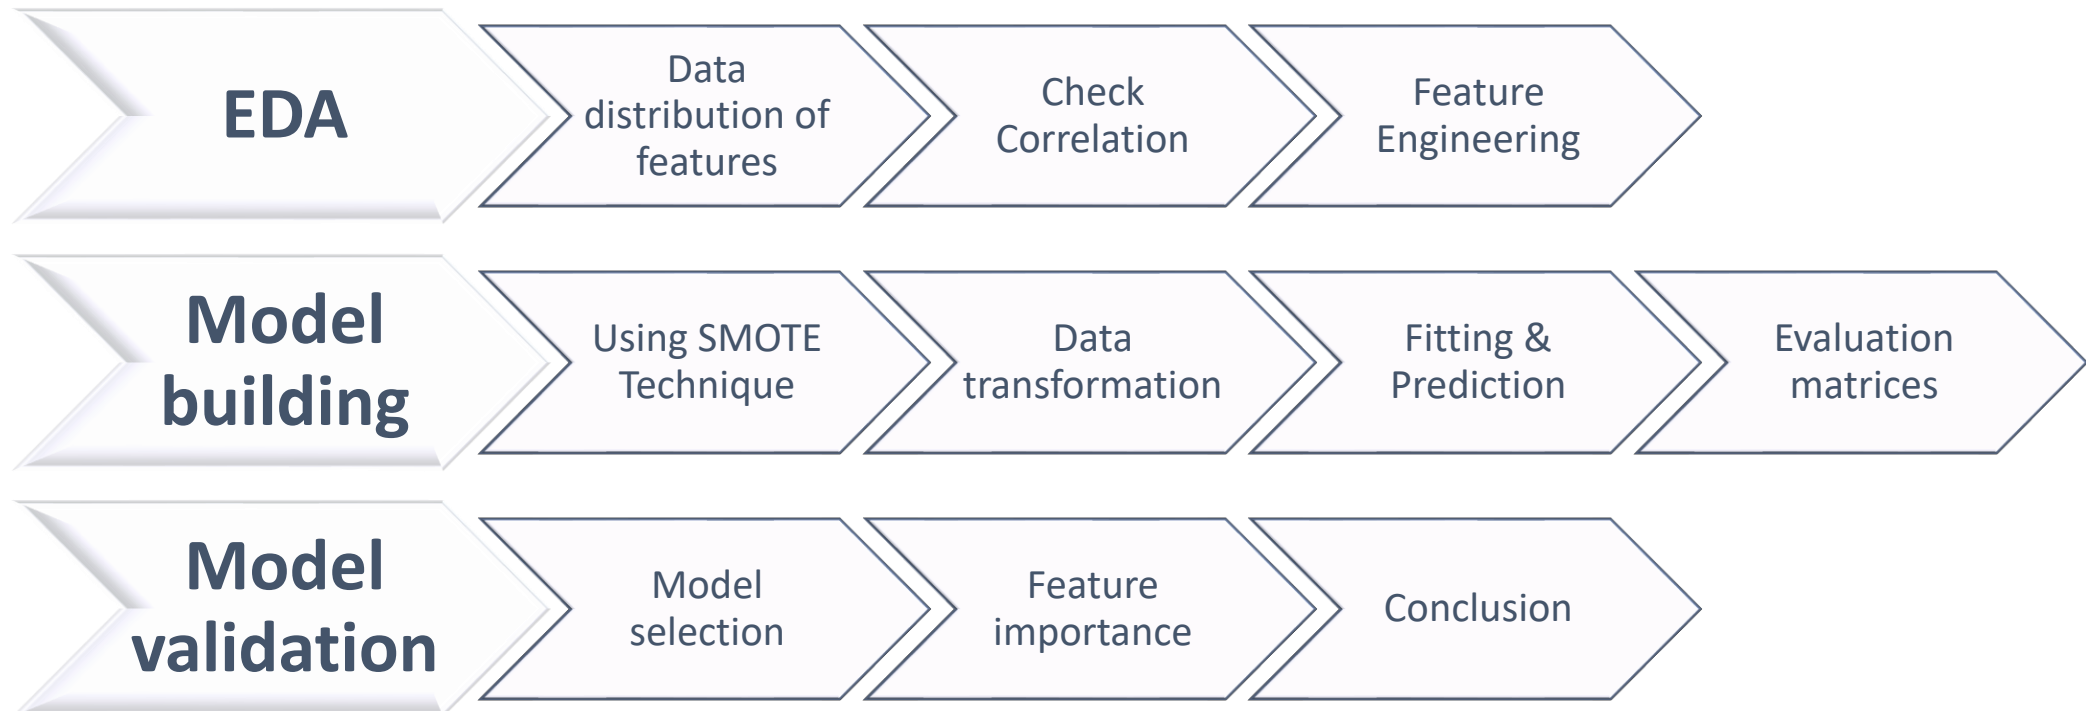 EDA
Data
distribution of
features
Check
Correlation
Feature
Engineering
Model
building
Using SMOTE
Technique
Data
transformation
Fitting &
Prediction
Evaluation
matrices
Model
validation
Model
selection
Feature
importance
Conclusion